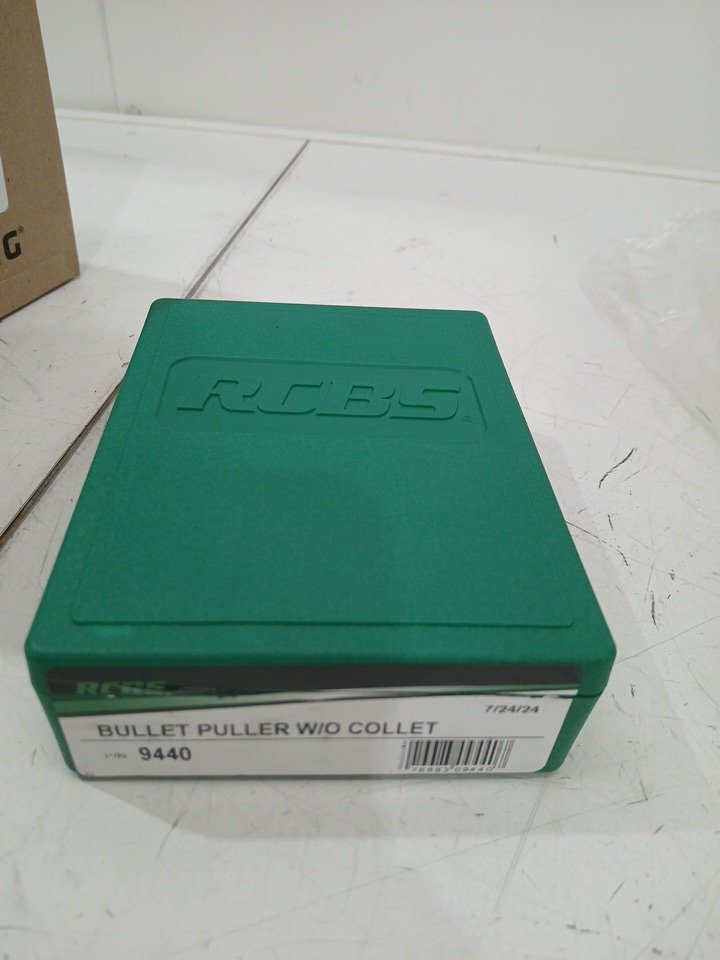 G®
RCBS®
RCBS
7/24/24
BULLET PULLER W/O COLLET
P/N 9440